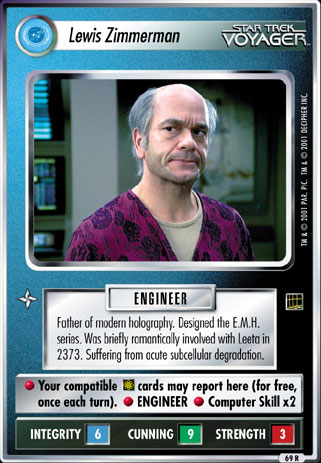 Lewis Zimmerman
STAR TREK
VOYAGER
TM & © 2001 PAR. P.C. TM & © 2001 DECIPHER INC.
ENGINEER
Father of modern holography. Designed the E.M.H.
series. Was briefly romantically involved with Leeta in
2373. Suffering from acute subcellular degradation.
Your compatible cards may report here (for free,
once each turn). ENGINEER Computer Skill x2
INTEGRITY 6 CUNNING 9 STRENGTH 3
69 R